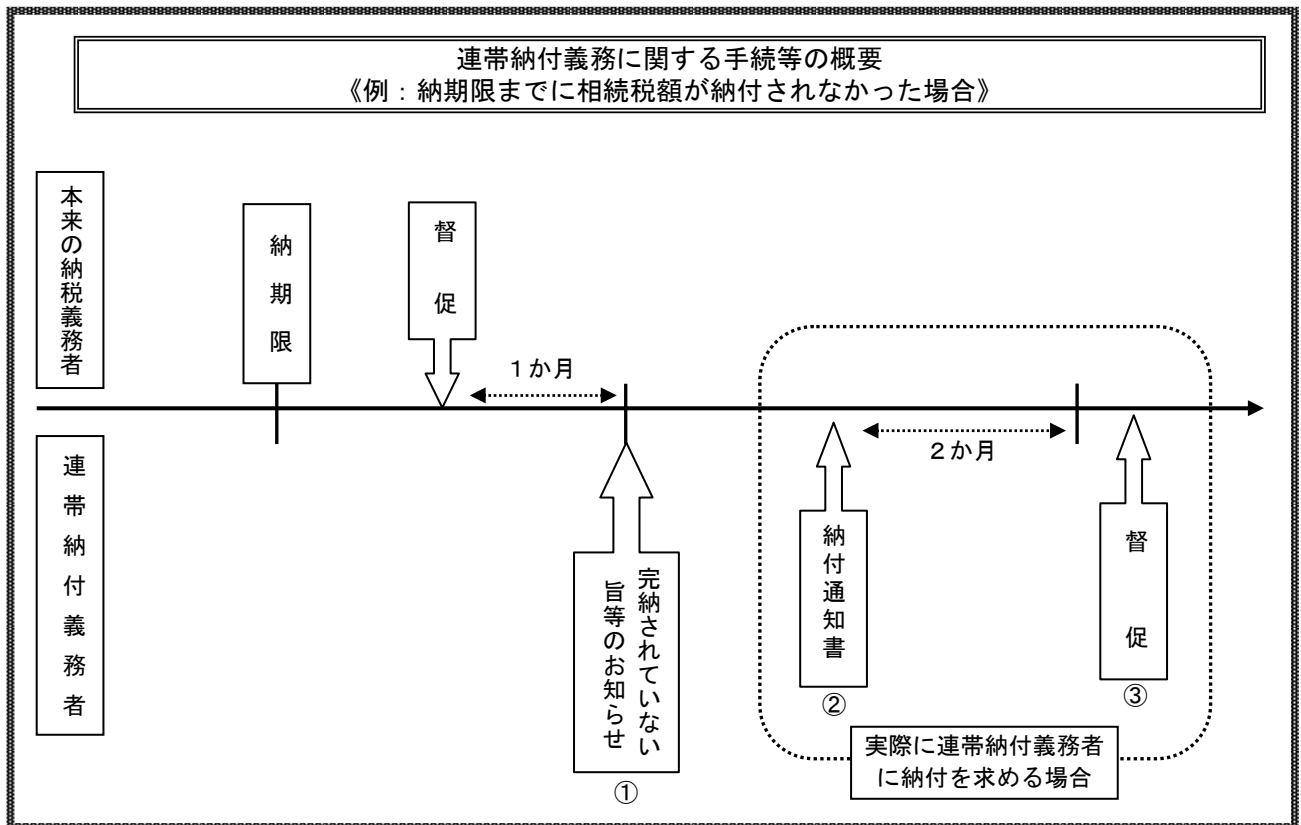 連帯納付義務に関する手続等の概要
《例：納期限までに相続税額が納付されなかった場合》
本来の納税義務者
納期限
督促
１か月
２か月
連帯納付義務者
完納されていない
旨等のお知らせ
①
納付通知書
②
督促
③
実際に連帯納付義務者
に納付を求める場合